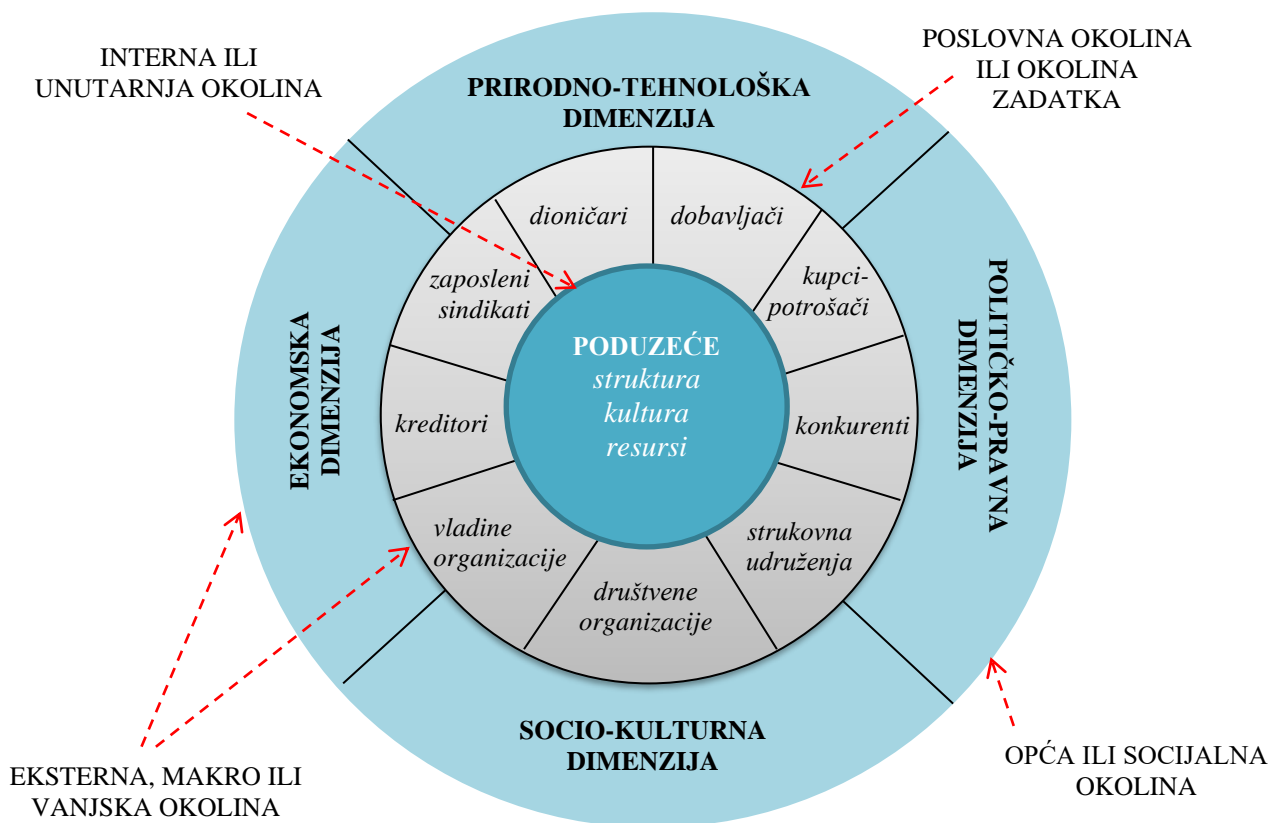 INTERNA ILI
UNUTARNJA OKOLINA
POSLOVNA OKOLINA
ILI OKOLINA
ZADATKA
PRIRODNO-TEHNOLOŠKA
DIMENZIJA
dioničari
dobavljači
zaposleni
sindikati
kupci-
potrošači
EKONOMSKA
DIMENZIJA
POLITIČKO-PRAVNA
DIMENZIJA
PODUZEĆE
struktura
kultura
resursi
kreditori
konkurenti
vladine
organizacije
strukovna
udruženja
društvene
organizacije
SOCIO-KULTURNA
DIMENZIJA
EKSTERNA, MAKRO ILI
VANJSKA OKOLINA
OPĆA ILI SOCIJALNA
OKOLINA